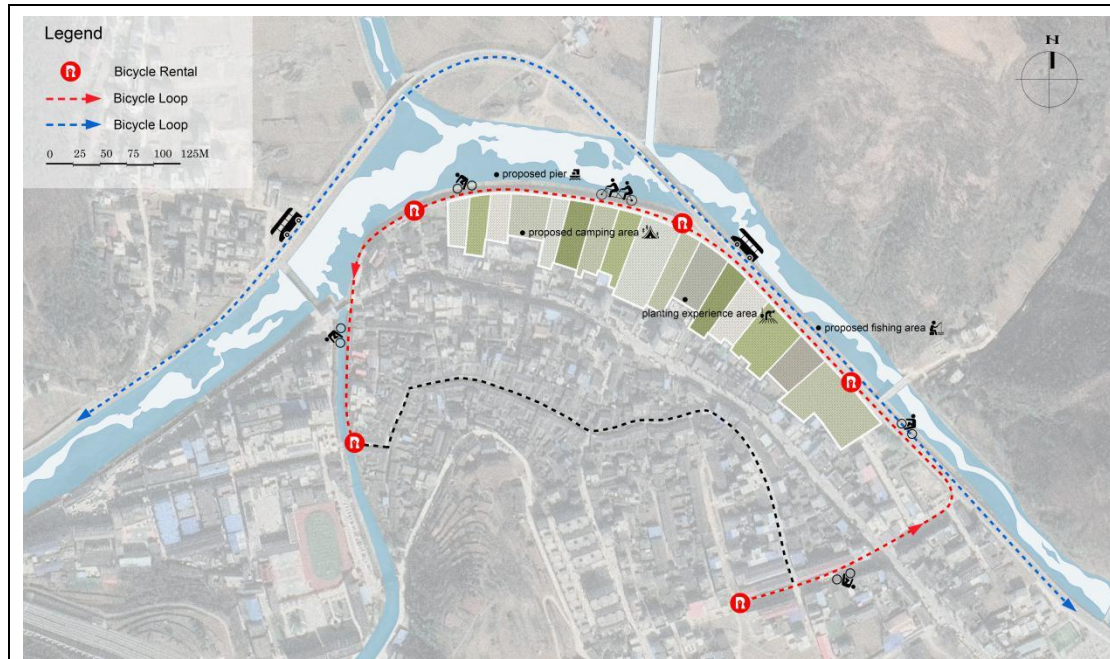 Legend
Bicycle Rental
Bicycle Loop
Bicycle Loop
0 25 50 75 100 125M
N
proposed pier
proposed camping area
planting experience area
proposed fishing area